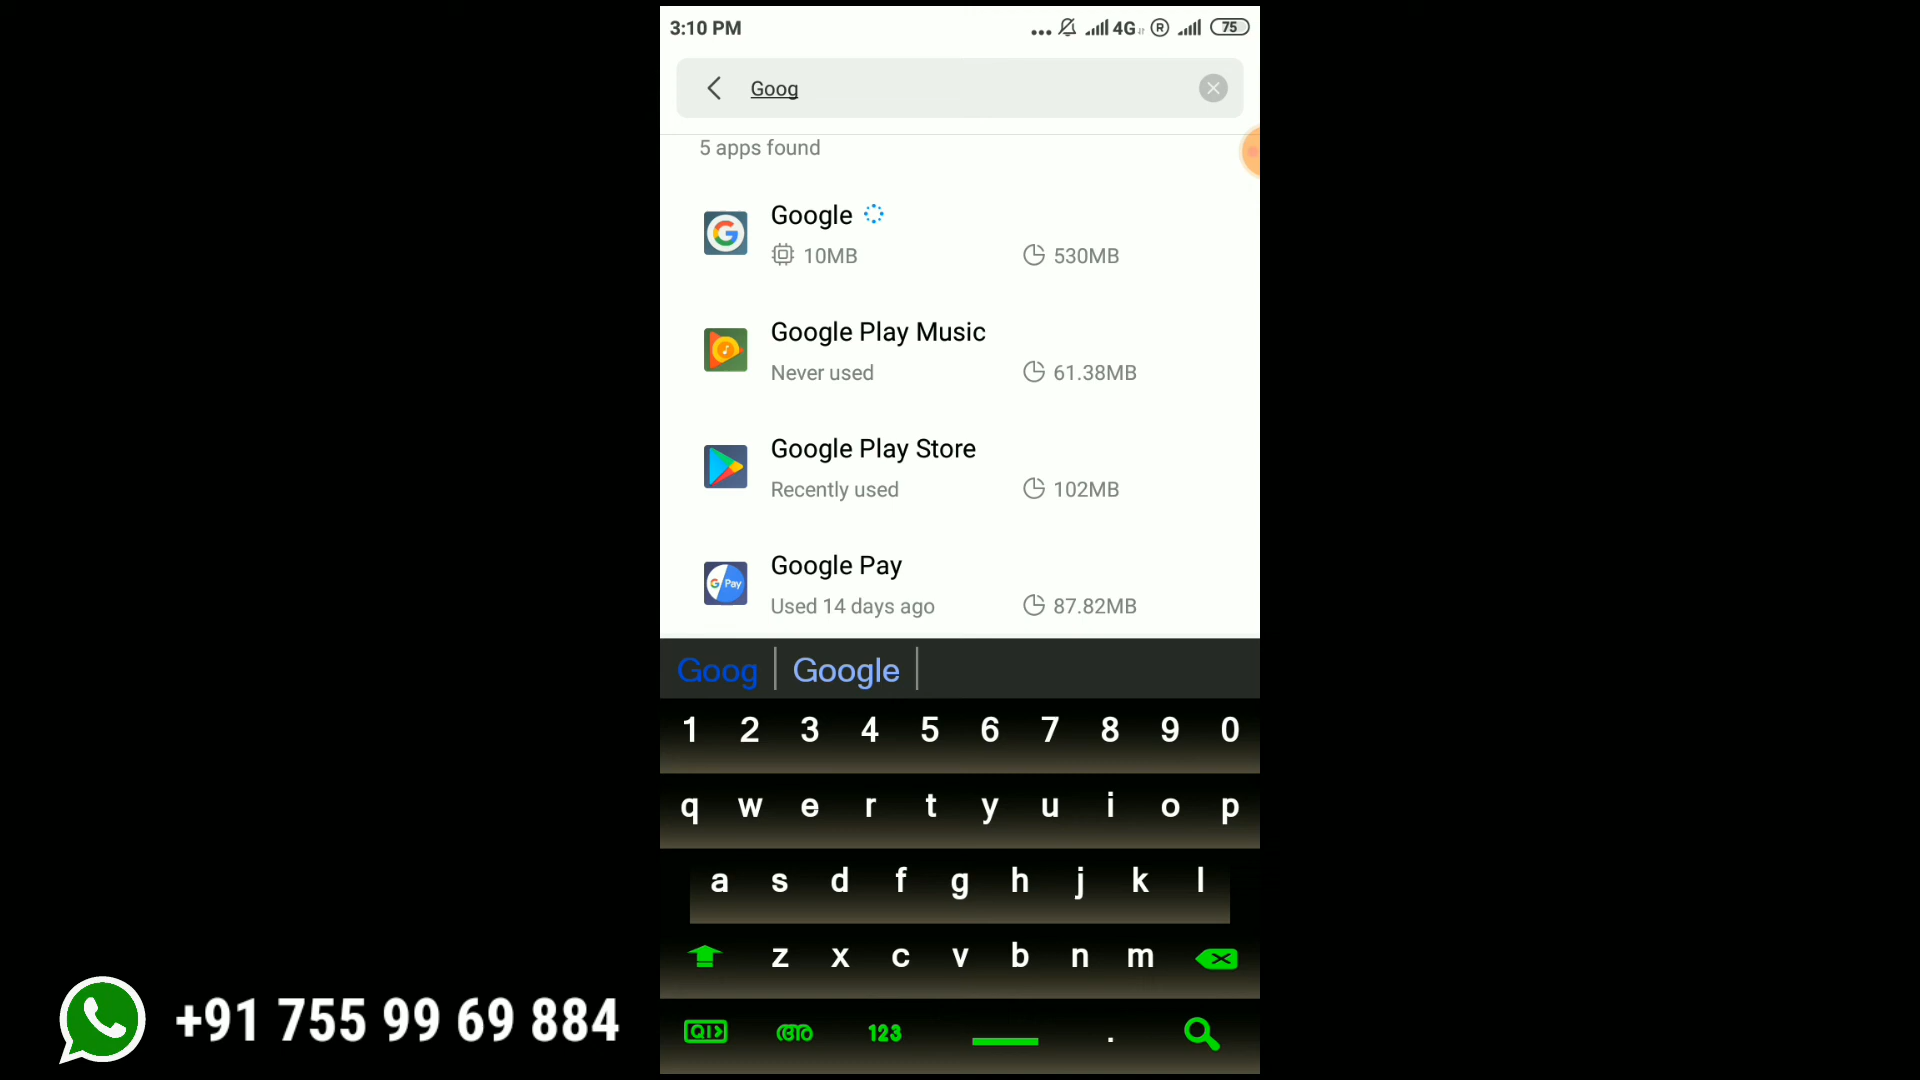 3:10 PM
4G R 75
Goog
5 apps found
Google
10MB 530MB
Google Play Music
Never used 61.38MB
Google Play Store
Recently used 102MB
G Pay
Google Pay
Used 14 days ago 87.82MB
Goog Google
1 2 3 4 5 6 7 8 9 0
q w e r t y u i o p
a s d f g h j k l
z x c v b n m
അ 123 .
+91 755 99 69 884